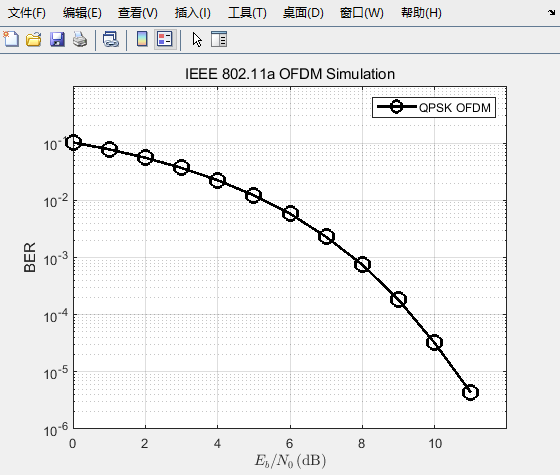 文件(F) 编辑(E) 查看(V) 插入(I) 工具(T) 桌面(D) 窗口(W) 帮助(H)
IEEE 802.11a OFDM Simulation
QPSK OFDM
10^-1
10^-2
10^-3
10^-4
10^-5
10^-6
BER
0 2 4 6 8 10
E_b/N_0 (dB)